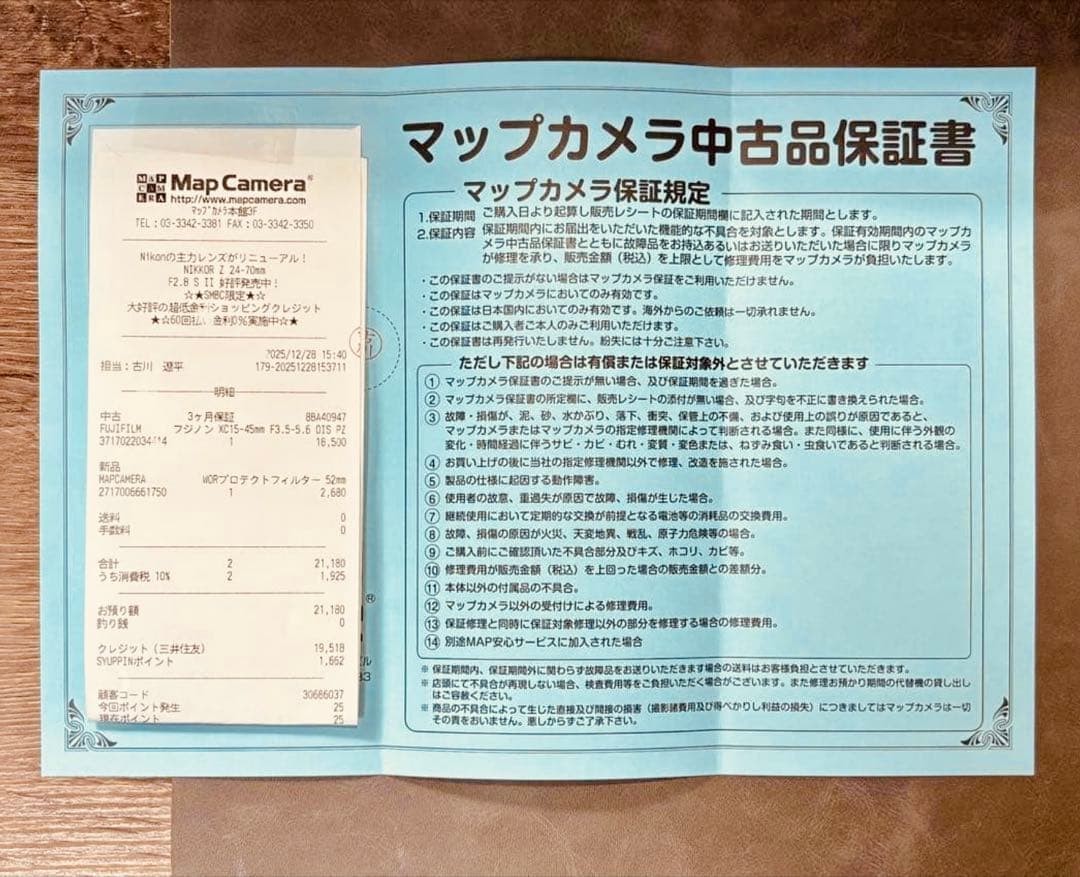 MAP CAMERA
Map Camera®
http://www.mapcamera.com
ﾏｯﾌﾟｶﾒﾗ本館3F
TEL：03-3342-3381 FAX：03-3342-3350
Nikonの主力レンズがリニューアル！
NIKKOR Z 24-70mm
F2.8 S II 好評発売中！
☆★SMBC限定★☆
大好評の超低金利ショッピングクレジット
★☆60回払い金利0%実施中☆★
2025/12/28 15:40
担当：古川 遼平 179-20251228153711
明細
中古 3ヶ月保証 8BA40947
FUJIFILM フジノン XC15-45mm F3.5-5.6 OIS PZ
1 16,500
新品
MAPCAMERA WORプロテクトフィルター 52mm
2717006661750 1 2,680
送料 0
手数料 0
合計 2 21,180
うち消費税 10% 2 1,925
お預り額 21,180
釣り銭 0
クレジット（三井住友） 19,518
SYUPPINポイント 1,662
顧客コード 30686037
今回ポイント発生 25
現在ポイント 25
古川
®
ル
83
マップカメラ中古品保証書
マップカメラ保証規定
1.保証期間 ご購入日より起算し販売レシートの保証期間欄に記入された期間とします。
2.保証内容 保証期間内にお届出をいただいた機能的な不具合を対象とします。保証有効期間内のマップカ
メラ中古品保証書とともに故障品をお持込あるいはお送りいただいた場合に限りマップカメラ
が修理を承り、販売金額（税込）を上限として修理費用をマップカメラが負担いたします。
・この保証書のご提示がない場合はマップカメラ保証をご利用いただけません。
・この保証はマップカメラにおいてのみ有効です。
・この保証は日本国内においてのみ有効です。海外からのご依頼は一切承れません。
・この保証はご購入者ご本人のみご利用いただけます。
・この保証書は再発行いたしません。紛失には十分ご注意下さい。
ただし下記の場合は有償または保証対象外とさせていただきます
① マップカメラ保証書のご提示が無い場合、及び保証期間を過ぎた場合。
② マップカメラ保証書の所定欄に、販売レシートの添付が無い場合、及び字句を不正に書き換えられた場合。
③ 故障・損傷が、泥、砂、水かぶり、落下、衝突、保管上の不備、および使用上の誤りが原因であると、
マップカメラまたはマップカメラの指定修理機関によって判断される場合。また同様に、使用に伴う外観の
変化・時間経過に伴うサビ・カビ・むれ・変質・変色または、ねずみ食い・虫食いであると判断される場合。
④ お買い上げの後に当社の指定修理機関以外で修理、改造を施された場合。
⑤ 製品の仕様に起因する動作障害。
⑥ 使用者の故意、重過失が原因で故障、損傷が生じた場合。
⑦ 継続使用において定期的な交換が前提となる電池等の消耗品の交換費用。
⑧ 故障、損傷の原因が火災、天変地異、戦乱、原子力危険等の場合。
⑨ ご購入前にご確認頂いた不具合部分及びキズ、ホコリ、カビ等。
⑩ 修理費用が販売金額（税込）を上回った場合の販売金額との差額分。
⑪ 本体以外の付属品の不具合。
⑫ マップカメラ以外の受付けによる修理費用。
⑬ 保証修理と同時に保証対象修理以外の部分を修理する場合の修理費用。
⑭ 別途MAP安心サービスに加入された場合
※ 保証期間内、保証期間外に関わらず故障品をお送りいただきます場合の送料はお客様負担とさせていただきます。
※ 店頭にて不具合が再現しない場合、検査費用等をご負担いただく場合がございます。また修理お預かり期間の代替機の貸し出し
はご容赦ください。
※ 商品の不具合によって生じた直接及び間接の損害（撮影諸費用及び得べかりし利益の損失）につきましてはマップカメラは一切
その責をおいません。悪しからずご了承下さい。